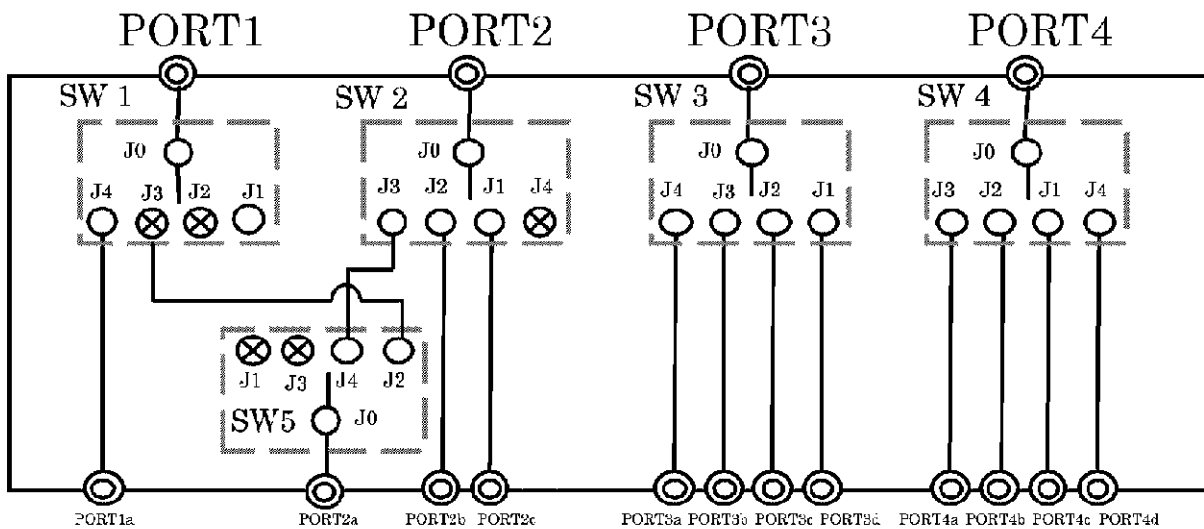 PORT1 PORT2 PORT3 PORT4
SW 1 SW 2 SW 3 SW 4
J0 J0 J0 J0
J4 J3 J2 J1 J3 J2 J1 J4 J4 J3 J2 J1 J3 J2 J1 J4
J1 J3 J4 J2
SW5 J0
PORT1a PORT2a PORT2b PORT2c PORT3a PORT3b PORT3c PORT3d PORT4a PORT4b PORT4c PORT4d